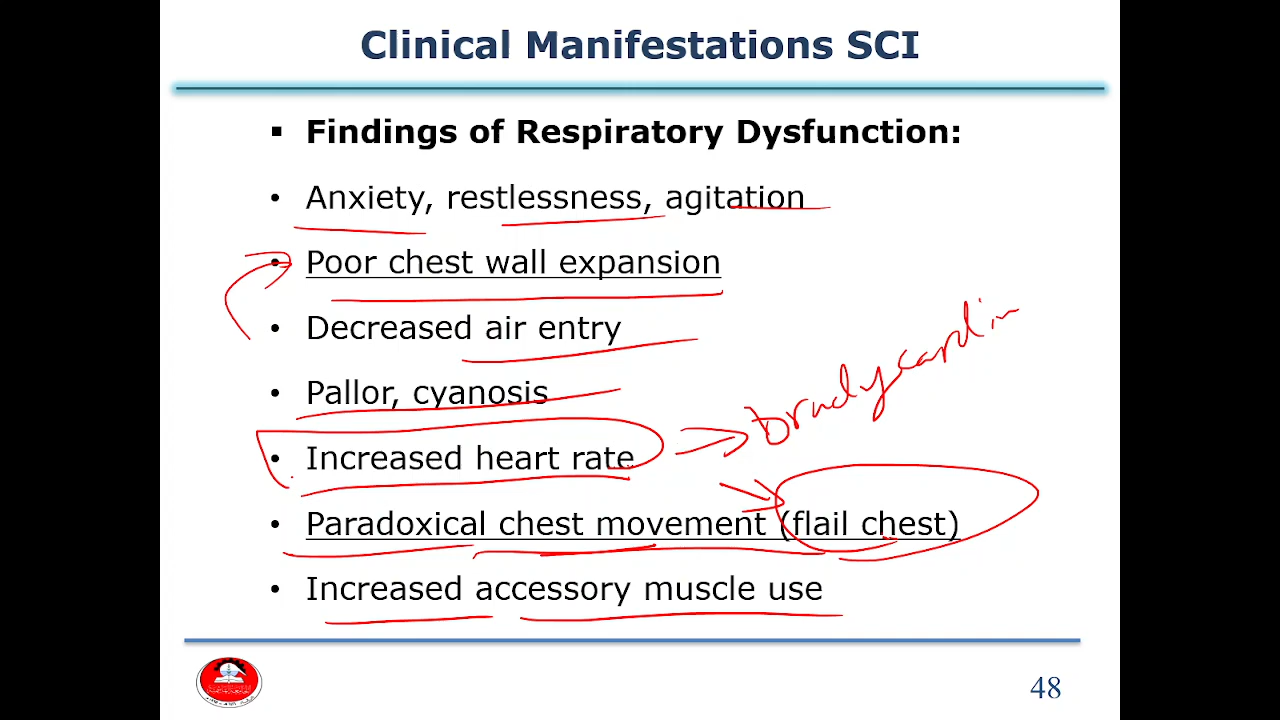 Clinical Manifestations SCI
▪ Findings of Respiratory Dysfunction:
• Anxiety, restlessness, agitation
• Poor chest wall expansion
• Decreased air entry
• Pallor, cyanosis
• Increased heart rate
bradycardia
• Paradoxical chest movement (flail chest)
• Increased accessory muscle use
48